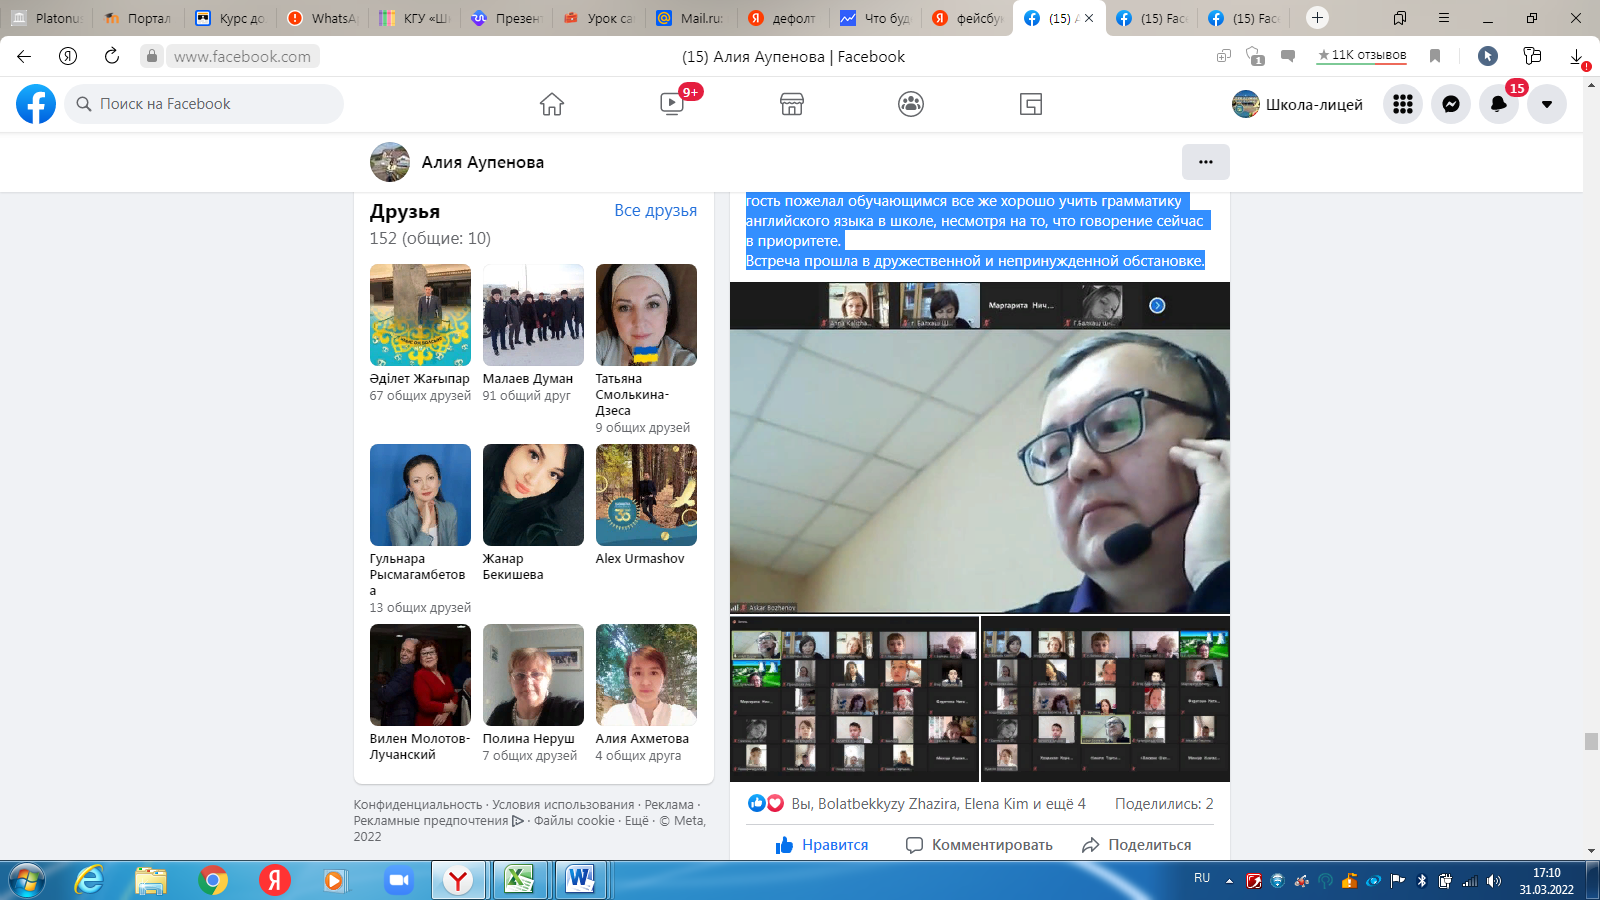 Platonus
Портал
Курс до
WhatsA
КГУ «Шк
Презен
Урок са
Mail.ru:
дефолт
Что буд
фейсбук
(15) А
(15) Fac
(15) Fac
www.facebook.com
(15) Алия Аупенова | Facebook
★11K отзывов
Поиск на Facebook
9+
Школа-лицей
15
Алия Аупенова
Друзья
Все друзья
152 (общие: 10)
Әділет Жағыпар
67 общих друзей
Малаев Думан
91 общий друг
Татьяна
Смолькина-
Дзеса
9 общих друзей
Гульнара
Рысмагамбетов
а
13 общих друзей
Жанар
Бекишева
Alex Urmashov
Вилен Молотов-
Лучанский
Полина Неруш
7 общих друзей
Алия Ахметова
4 общих друга
Конфиденциальность · Условия использования · Реклама ·
Рекламные предпочтения · Файлы cookie · Ещё · © Meta,
2022
гость пожелал обучающимся все же хорошо учить грамматику
английского языка в школе, несмотря на то, что говорение сейчас
в приоритете.
Встреча прошла в дружественной и непринужденной обстановке.
Маргарита Нич...
Askar Bozhenov
Вы, Bolatbekkyzy Zhazira, Elena Kim и ещё 4
Поделились: 2
Нравится
Комментировать
Поделиться
RU
17:10
31.03.2022